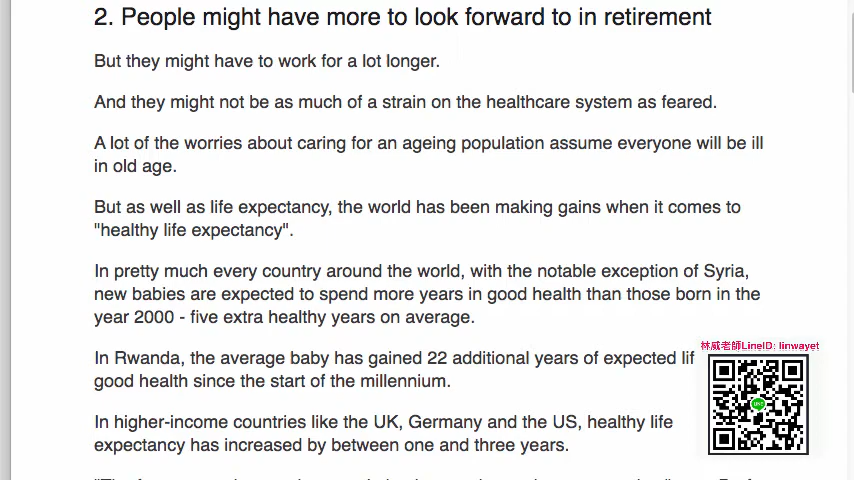 2. People might have more to look forward to in retirement
But they might have to work for a lot longer.
And they might not be as much of a strain on the healthcare system as feared.
A lot of the worries about caring for an ageing population assume everyone will be ill
in old age.
But as well as life expectancy, the world has been making gains when it comes to
"healthy life expectancy".
In pretty much every country around the world, with the notable exception of Syria,
new babies are expected to spend more years in good health than those born in the
year 2000 - five extra healthy years on average.
林威老師LineID: linwayet
In Rwanda, the average baby has gained 22 additional years of expected lif
good health since the start of the millennium.
In higher-income countries like the UK, Germany and the US, healthy life
expectancy has increased by between one and three years.